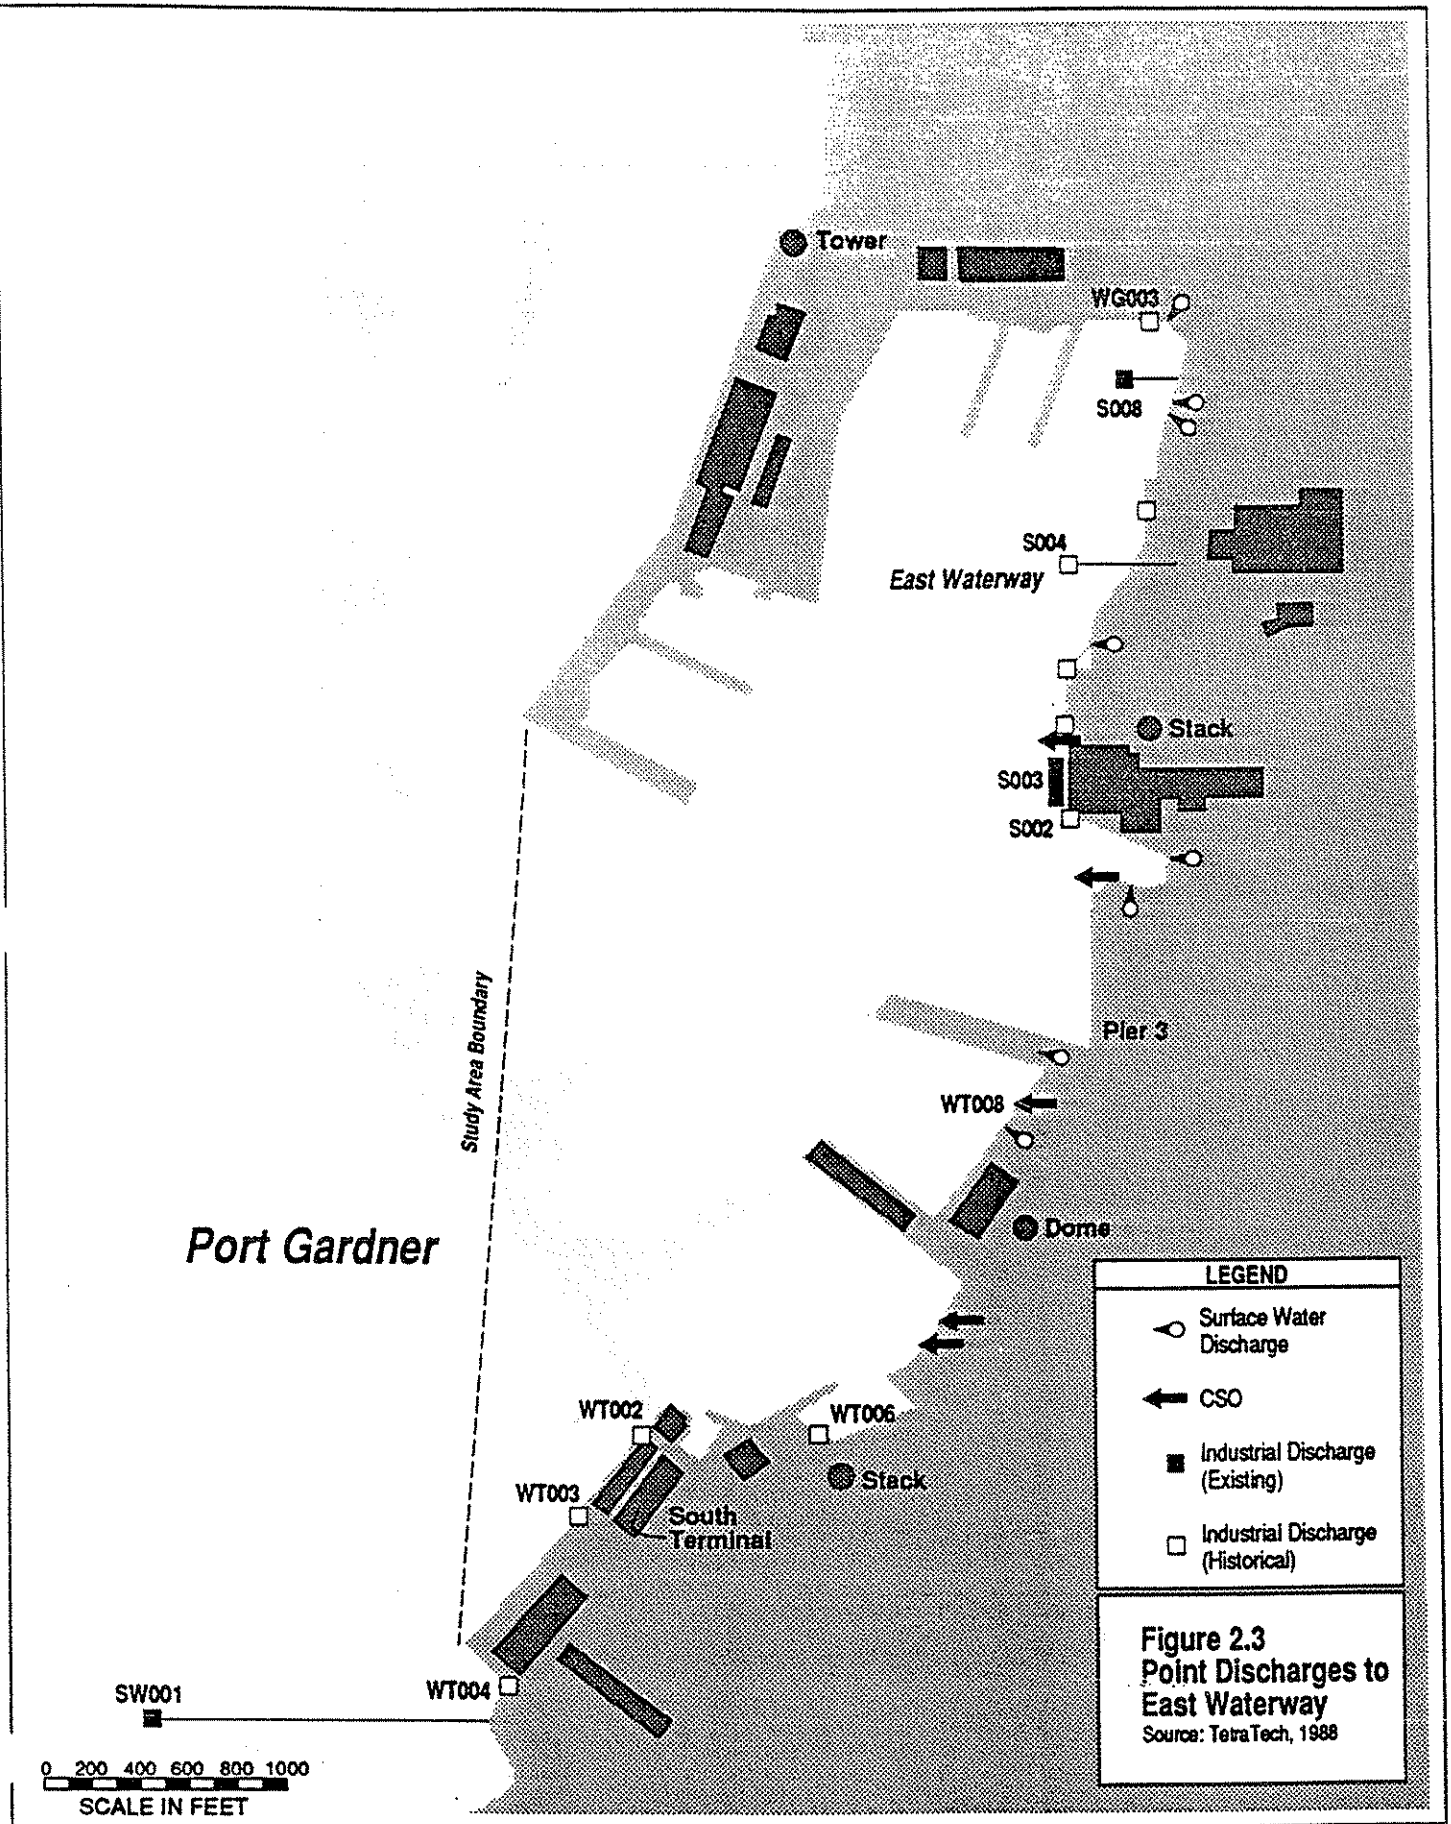 Tower
WG003
S008
S004
East Waterway
Stack
S003
S002
Study Area Boundary
Pier 3
WT008
Port Gardner
Dome
LEGEND
Surface Water
Discharge
CSO
Industrial Discharge
(Existing)
Industrial Discharge
(Historical)
WT002
WT006
Stack
WT003
South
Terminal
WT004
SW001
Figure 2.3
Point Discharges to
East Waterway
Source: TetraTech, 1988
0 200 400 600 800 1000
SCALE IN FEET